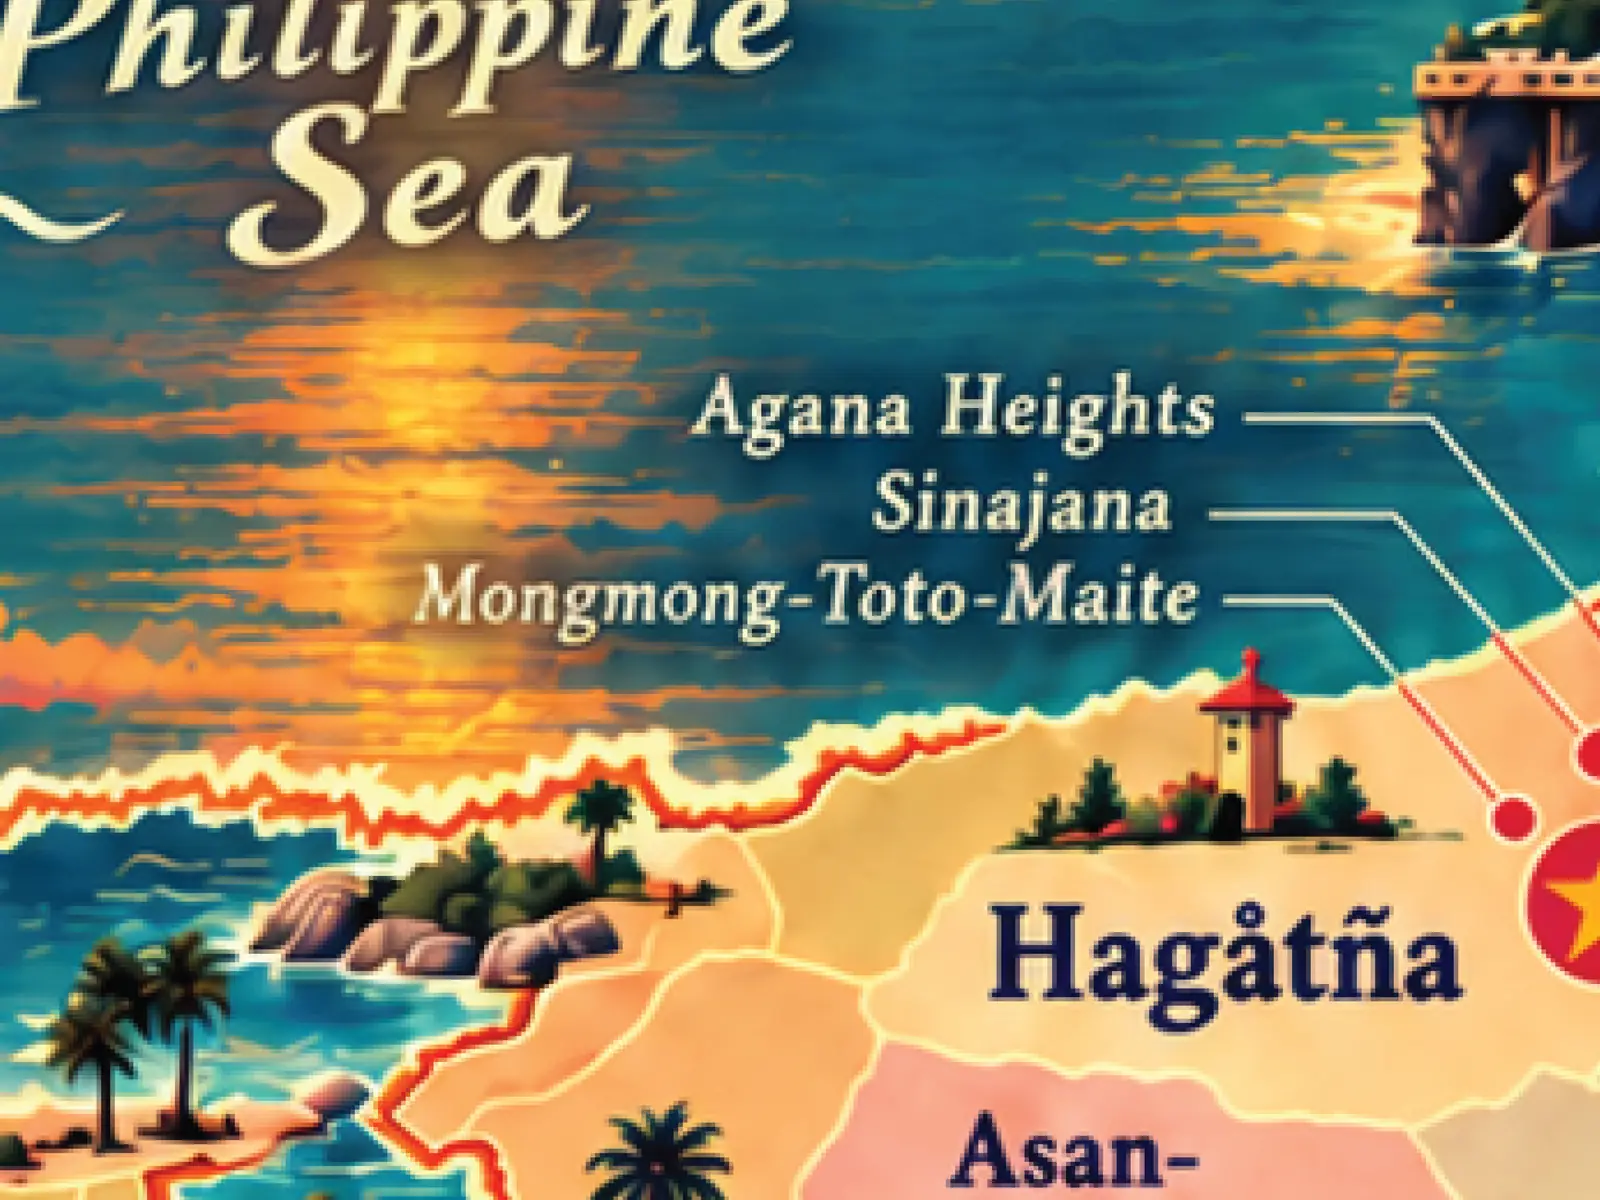 Philippine
Sea
Agana Heights
Sinajana
Mongmong-Toto-Maite
Hagåtña
Asan-